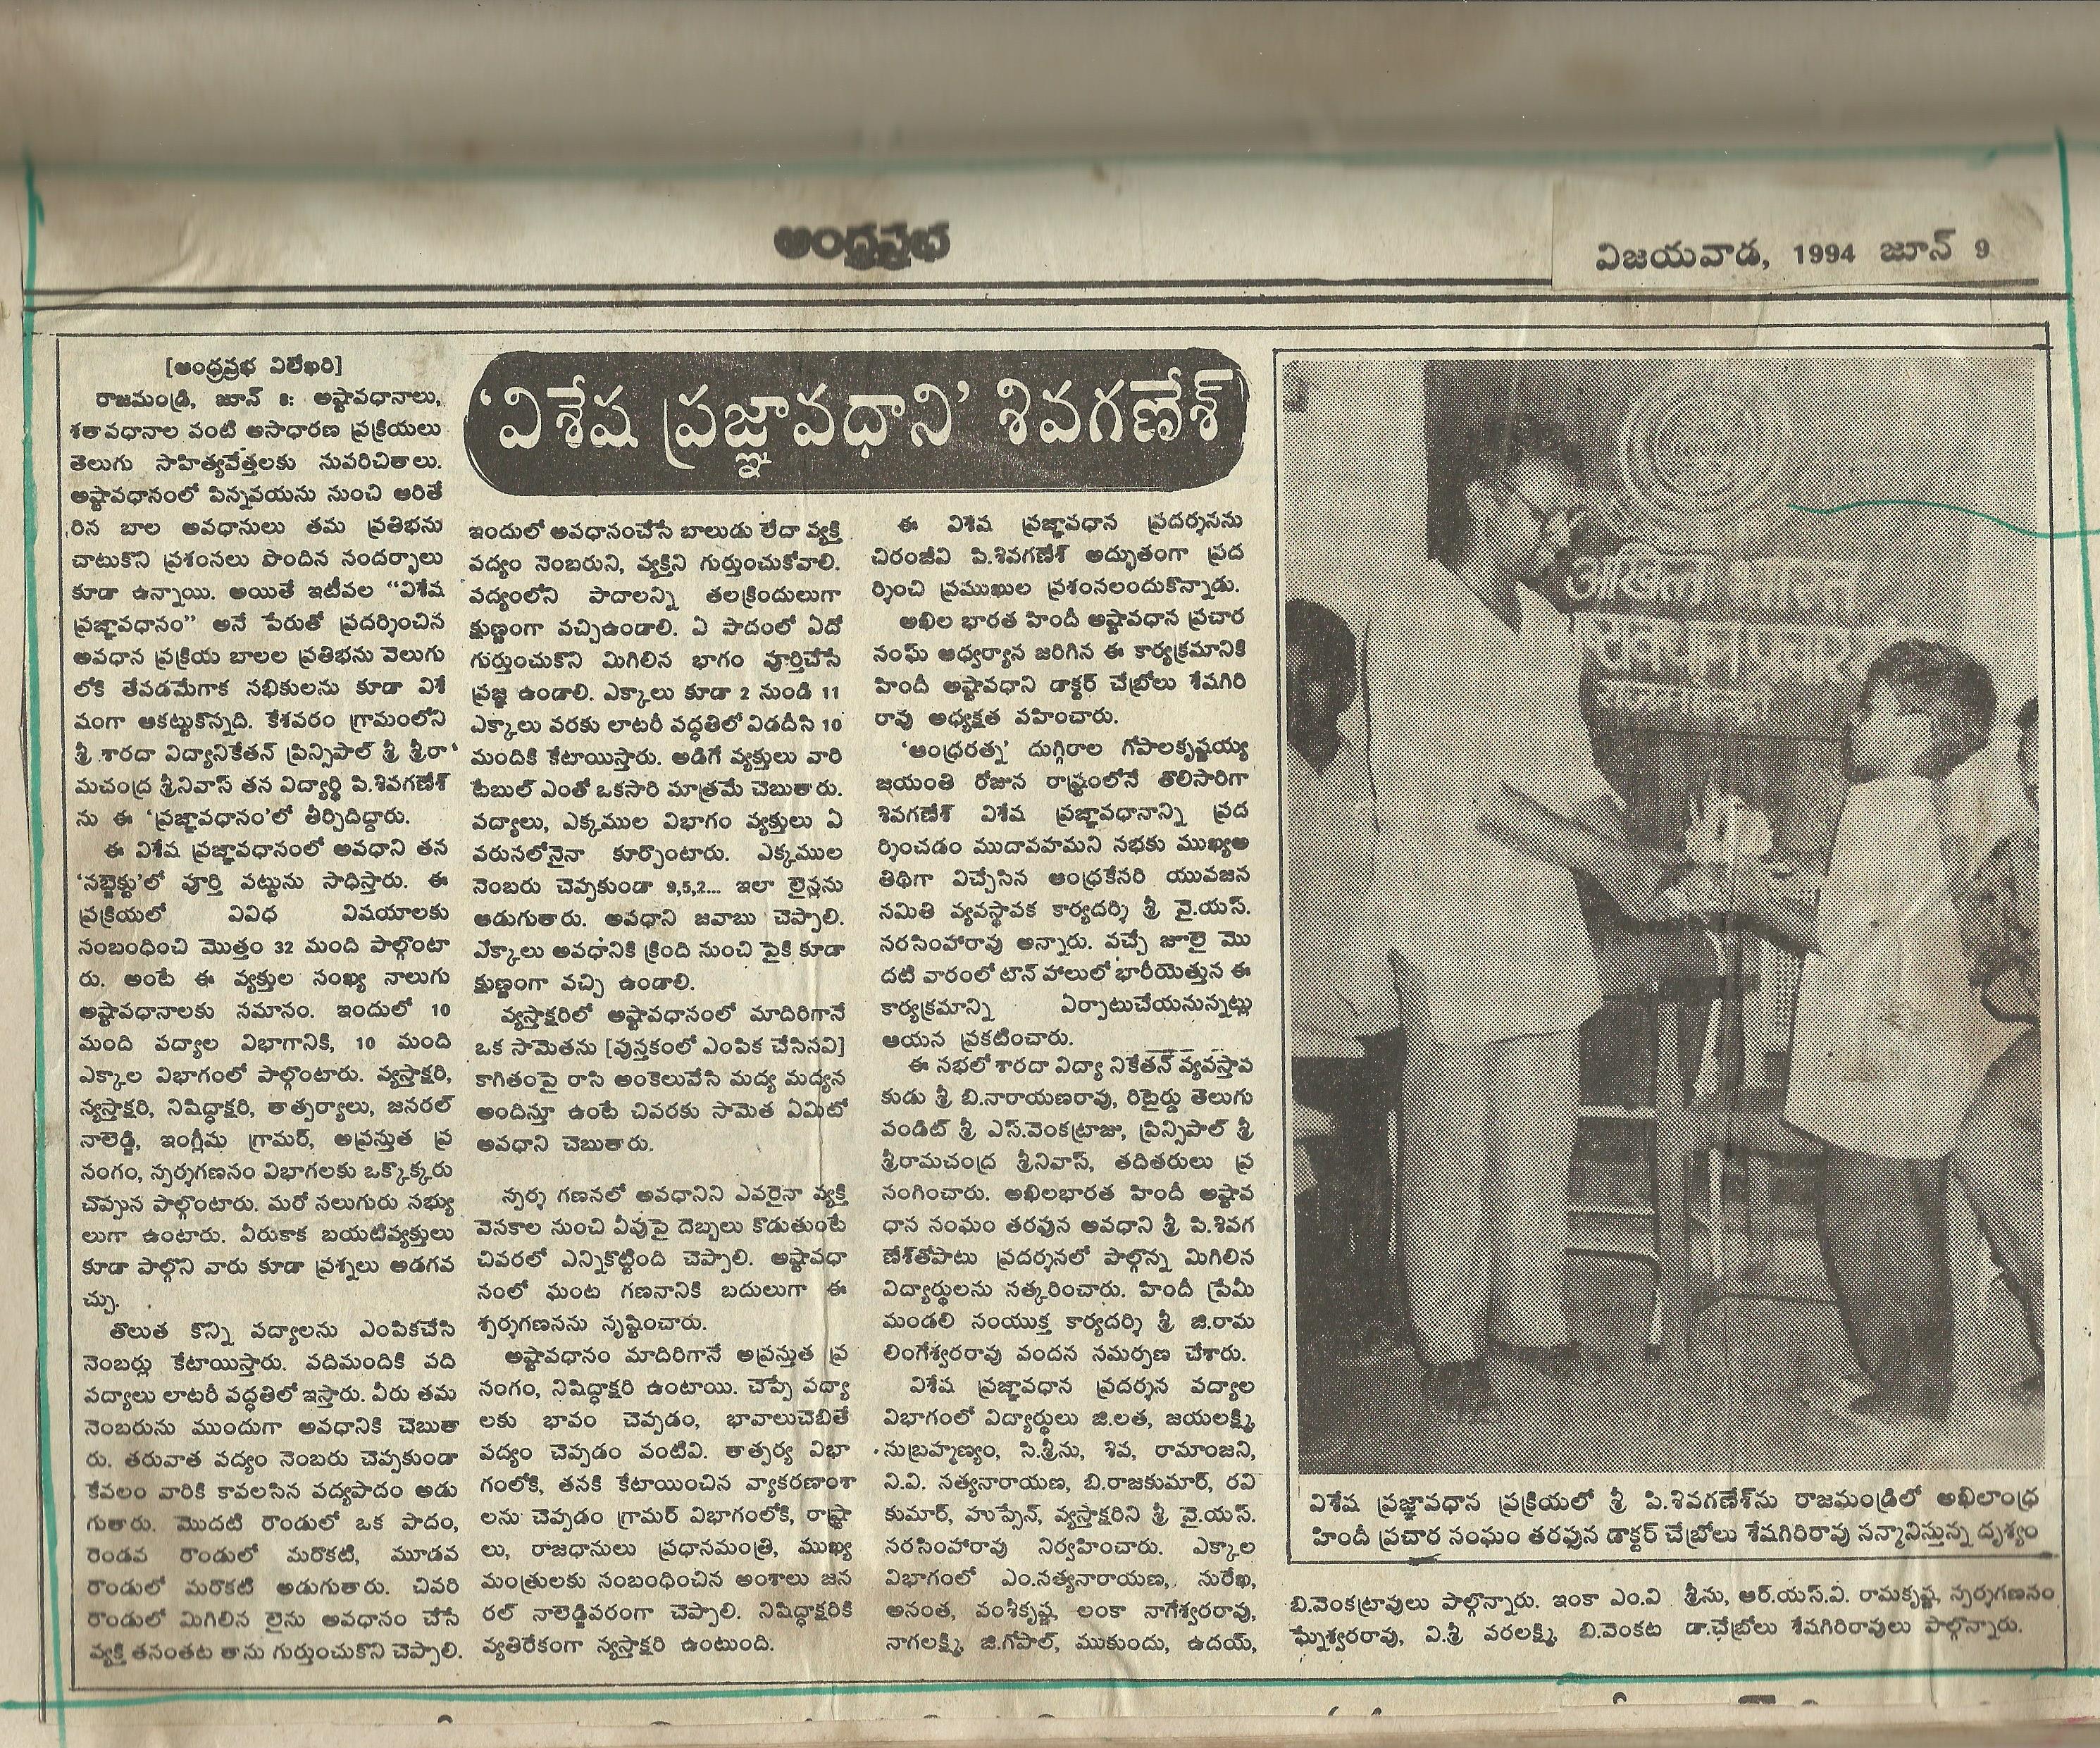 ఆంధ్రప్రభ
విజయవాడ, 1994 జూన్ 9
'విశేష ప్రజ్ఞావధాని' శివగణేశ్
[ఆంధ్రప్రభ విలేఖరి]
రాజమండ్రి, జూన్ 8: అష్టావధానాలు,
శతావధానాల వంటి అసాధారణ ప్రక్రియలు
తెలుగు సాహిత్యవేత్తలకు సుపరిచితాలు.
అష్టావధానంలో పిన్నవయసు నుంచి ఆరితే
రిన బాల అవధానులు తమ ప్రతిభను
చాటుకొని ప్రశంసలు పొందిన సందర్భాలు
కూడా ఉన్నాయి. అయితే ఇటీవల "విశేష
ప్రజ్ఞావధానం" అనే పేరుతో ప్రదర్శించిన
అవధాన ప్రక్రియ బాలల ప్రతిభను వెలుగు
లోకి తేవడమేగాక సభికులను కూడా విశే
షంగా ఆకట్టుకొన్నది. కేశవరం గ్రామంలోని
శ్రీ శారదా విద్యానికేతన్ ప్రిన్సిపాల్ శ్రీ శ్రీరా
మచంద్ర శ్రీనివాస్ తన విద్యార్థి పి.శివగణేశ్
ను ఈ 'ప్రజ్ఞావధానం'లో తీర్చిదిద్దారు.
ఈ విశేష ప్రజ్ఞావధానంలో అవధాని తన
'సబ్జెక్టు'లో పూర్తి పట్టును సాధిస్తారు. ఈ
ప్రక్రియలో వివిధ విషయాలకు
సంబంధించి మొత్తం 32 మంది పాల్గొంటా
రు. అంటే ఈ వ్యక్తుల సంఖ్య నాలుగు
అష్టావధానాలకు సమానం. ఇందులో 10
మంది పద్యాల విభాగానికి, 10 మంది
ఎక్కాల విభాగంలో పాల్గొంటారు. వ్యస్తాక్షరి,
న్యస్తాక్షరి, నిషిద్ధాక్షరి, తాత్పర్యాలు, జనరల్
నాలెడ్జి, ఇంగ్లీషు గ్రామర్, అప్రస్తుత ప్ర
సంగం, స్పర్శగణనం విభాగలకు ఒక్కొక్కరు
చొప్పున పాల్గొంటారు. మరో నలుగురు సభ్యు
లుగా ఉంటారు. వీరుకాక బయటివ్యక్తులు
కూడా పాల్గొని వారు కూడా ప్రశ్నలు అడగవ
చ్చు.
తొలుత కొన్ని పద్యాలను ఎంపికచేసి
నెంబర్లు కేటాయిస్తారు. పదిమందికి పది
పద్యాలు లాటరీ పద్ధతిలో ఇస్తారు. వీరు తమ
నెంబరును ముందుగా అవధానికి చెబుతా
రు. తరువాత పద్యం నెంబరు చెప్పకుండా
కేవలం వారికి కావలసిన పద్యపాదం అడు
గుతారు. మొదటి రౌండులో ఒక పాదం,
రెండవ రౌండులో మరొకటి, మూడవ
రౌండులో మరొకటి అడుగుతారు. చివరి
రౌండులో మిగిలిన లైను అవధానం చేసే
వ్యక్తి తనంతట తాను గుర్తుంచుకొని చెప్పాలి.
ఇందులో అవధానంచేసే బాలుడు లేదా వ్యక్తి
పద్యం నెంబరుని, వ్యక్తిని గుర్తుంచుకోవాలి.
పద్యంలోని పాదాలన్ని తలక్రిందులుగా
క్షుణ్ణంగా వచ్చిఉండాలి. ఏ పాదంలో ఏదో
గుర్తుంచుకొని మిగిలిన భాగం పూర్తిచేసే
ప్రజ్ఞ ఉండాలి. ఎక్కాలు కూడా 2 నుండి 11
ఎక్కాలు వరకు లాటరీ పద్ధతిలో విడదీసి 10
మందికి కేటాయిస్తారు. అడిగే వ్యక్తులు వారి
టేబుల్ ఎంతో ఒకసారి మాత్రమే చెబుతారు.
పద్యాలు, ఎక్కముల విభాగం వ్యక్తులు ఏ
వరుసలోనైనా కూర్చొంటారు. ఎక్కముల
నెంబరు చెప్పకుండా 9,5,2... ఇలా లైన్లను
అడుగుతారు. అవధాని జవాబు చెప్పాలి.
ఎక్కాలు అవధానికి క్రింది నుంచి పైకి కూడా
క్షుణ్ణంగా వచ్చి ఉండాలి.
వ్యస్తాక్షరిలో అష్టావధానంలో మాదిరిగానే
ఒక సామెతను [పుస్తకంలో ఎంపిక చేసినవి]
కాగితంపై రాసి అంకెలువేసి మధ్య మధ్యన
అందిస్తూ ఉంటే చివరకు సామెత ఏమిటో
అవధాని చెబుతారు.
స్పర్శ గణనలో అవధానిని ఎవరైనా వ్యక్తి
వెనకాల నుంచి వీపుపై దెబ్బలు కొడుతుంటే
చివరలో ఎన్నికొట్టింది చెప్పాలి. అష్టావధా
నంలో ఘంట గణనానికి బదులుగా ఈ
స్పర్శగణనను సృష్టించారు.
అష్టావధానం మాదిరిగానే అప్రస్తుత ప్ర
సంగం, నిషిద్ధాక్షరి ఉంటాయి. చెప్పే పద్యా
లకు భావం చెప్పడం, భావాలుచెబితే
పద్యం చెప్పడం వంటివి. తాత్పర్య విభా
గంలోకి, తనకి కేటాయించిన వ్యాకరణాంశా
లను చెప్పడం గ్రామర్ విభాగంలోకి, రాష్ట్రా
లు, రాజధానులు ప్రధానమంత్రి, ముఖ్య
మంత్రులకు సంబంధించిన అంశాలు జన
రల్ నాలెడ్జివరంగా చెప్పాలి. నిషిద్ధాక్షరికి
వ్యతిరేకంగా న్యస్తాక్షరి ఉంటుంది.
ఈ విశేష ప్రజ్ఞావధాన ప్రదర్శనను
చిరంజీవి పి.శివగణేశ్ అద్భుతంగా ప్రద
ర్శించి ప్రముఖుల ప్రశంసలందుకొన్నాడు.
అఖిల భారత హిందీ అష్టావధాన ప్రచార
సంఘ్ ఆధ్వర్యాన జరిగిన ఈ కార్యక్రమానికి
హిందీ అష్టావధాని డాక్టర్ చేబ్రోలు శేషగిరి
రావు అధ్యక్షత వహించారు.
'ఆంధ్రరత్న' దుగ్గిరాల గోపాలకృష్ణయ్య
జయంతి రోజున రాష్ట్రంలోనే తొలిసారిగా
శివగణేశ్ విశేష ప్రజ్ఞావధానాన్ని ప్రద
ర్శించడం ముదావహమని సభకు ముఖ్యఅ
తిథిగా విచ్చేసిన ఆంధ్రకేసరి యువజన
సమితి వ్యవస్థాపక కార్యదర్శి శ్రీ వై.యస్.
నరసింహారావు అన్నారు. వచ్చే జూలై మొ
దటి వారంలో టౌన్ హాలులో భారీయెత్తున ఈ
కార్యక్రమాన్ని ఏర్పాటుచేయనున్నట్లు
ఆయన ప్రకటించారు.
ఈ సభలో శారదా విద్యా నికేతన్ వ్యవస్థాప
కుడు శ్రీ బి.నారాయణరావు, రిటైర్డు తెలుగు
పండిట్ శ్రీ ఎస్.వెంకట్రాజు, ప్రిన్సిపాల్ శ్రీ
శ్రీరామచంద్ర శ్రీనివాస్, తదితరులు ప్ర
సంగించారు. అఖిలభారత హిందీ అష్టావ
ధాన సంఘం తరఫున అవధాని శ్రీ పి.శివగ
ణేశ్‌తోపాటు ప్రదర్శనలో పాల్గొన్న మిగిలిన
విద్యార్థులను సత్కరించారు. హిందీ ప్రేమీ
మండలి సంయుక్త కార్యదర్శి శ్రీ జి.రామ
లింగేశ్వరరావు వందన సమర్పణ చేశారు.
విశేష ప్రజ్ఞావధాన ప్రదర్శన పద్యాల
విభాగంలో విద్యార్థులు జి.లత, జయలక్ష్మి,
సుబ్రహ్మణ్యం, సి.శ్రీను, శివ, రామాంజని,
వి.వి. సత్యనారాయణ, బి.రాజకుమార్, రవి
కుమార్, హుస్సేన్, వ్యస్తాక్షరిని శ్రీ వై.యస్.
నరసింహారావు నిర్వహించారు. ఎక్కాల
విభాగంలో ఎం.సత్యనారాయణ, సురేఖ,
అనంత, వంశీకృష్ణ, లంకా నాగేశ్వరరావు,
నాగలక్ష్మి, జి.గోపాల్, ముకుందు, ఉదయ్,
अखिल भारत
విశేష ప్రజ్ఞావధాన ప్రక్రియలో శ్రీ పి.శివగణేశ్‌ను రాజమండ్రిలో అఖిలాంధ్ర
హిందీ ప్రచార సంఘం తరఫున డాక్టర్ చేబ్రోలు శేషగిరిరావు సన్మానిస్తున్న దృశ్యం
బి.వెంకట్రావులు పాల్గొన్నారు. ఇంకా ఎం.వి
ఘ్నేశ్వరరావు, వి.శ్రీ వరలక్ష్మి, బి.వెంకట
శ్రీను, ఆర్.యస్.వి. రామకృష్ణ, స్పర్శగణనం
డా.చేబ్రోలు శేషగిరిరావులు పాల్గొన్నారు.